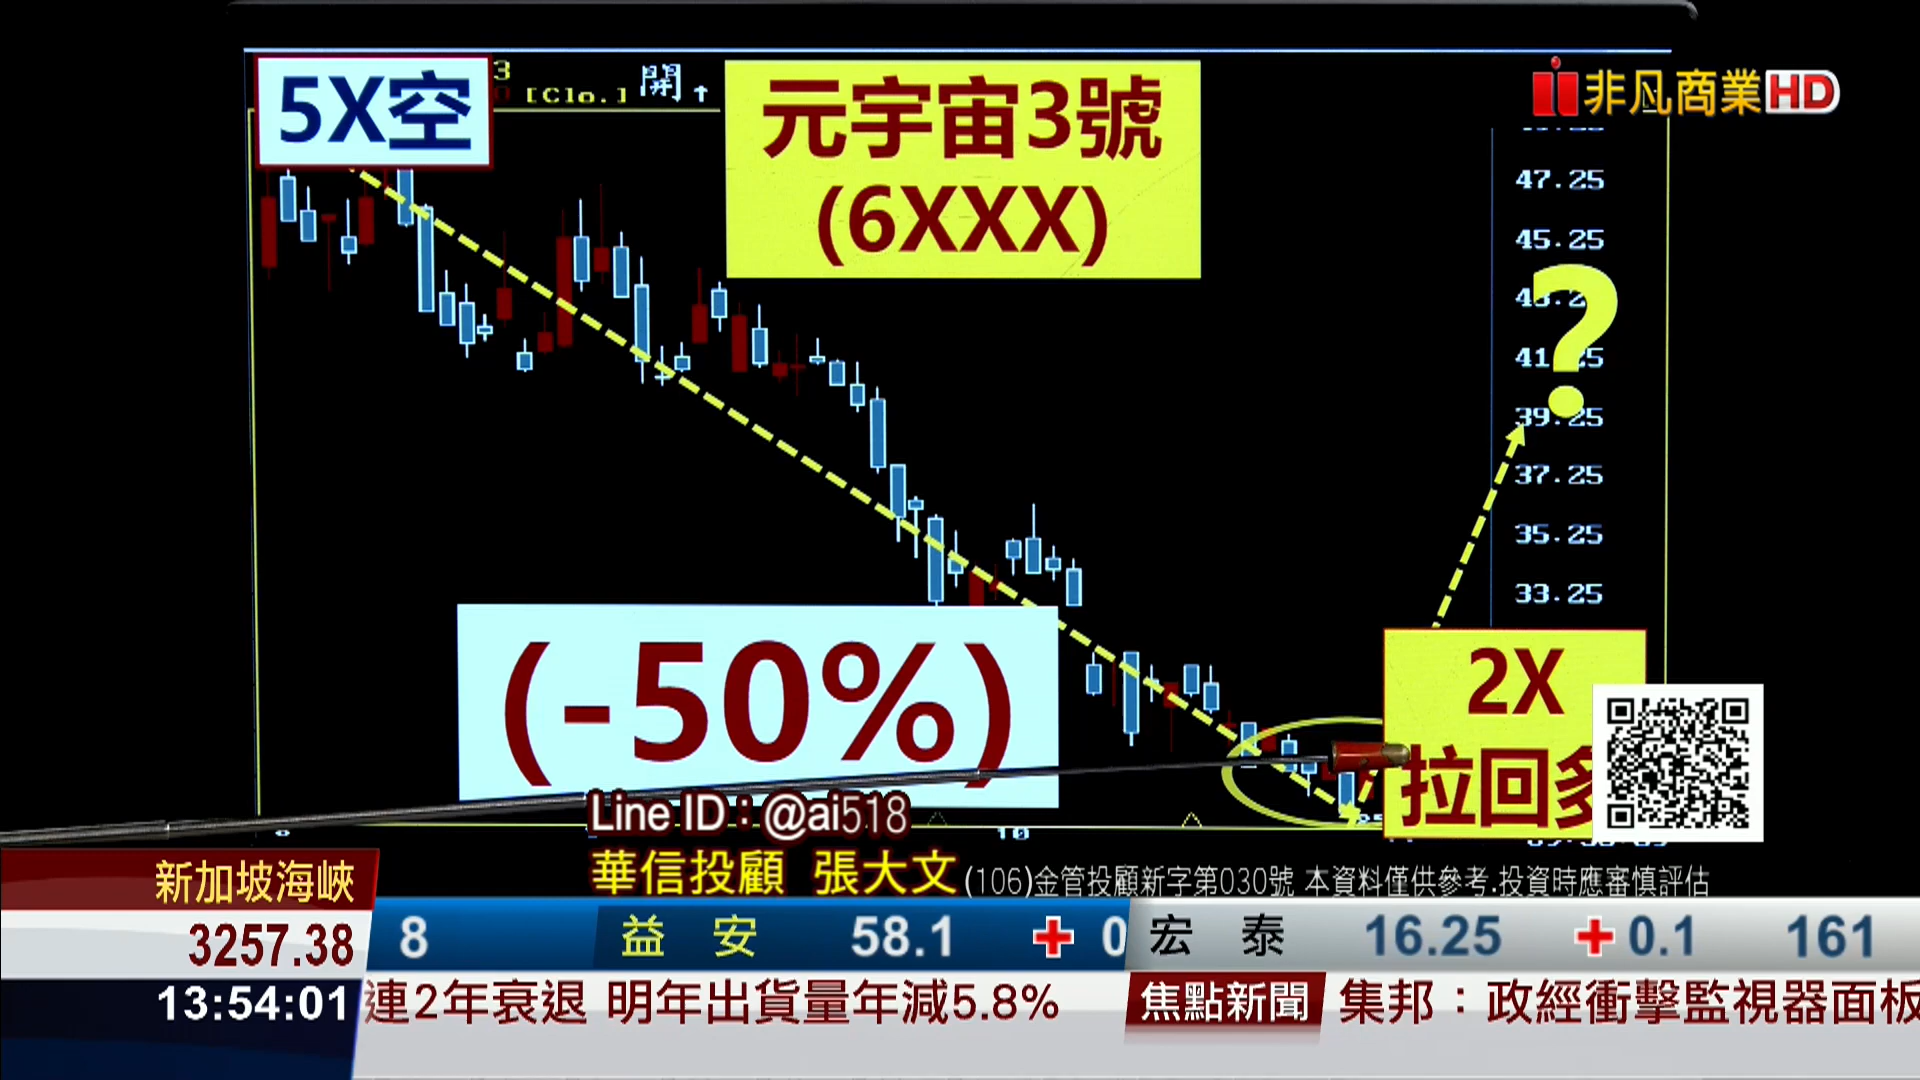 5X空
3
[Clo.] 開↑
元宇宙3號
(6XXX)
非凡商業HD
47.25
45.25
41.25
39.25
37.25
35.25
33.25
?
(-50%)
2X
拉回多
10
Line ID：@ai518
華信投顧 張大文 (106)金管投顧新字第030號 本資料僅供參考.投資時應審慎評估
新加坡海峽
3257.38
8 益安 58.1 + 0
宏泰 16.25 + 0.1 161
13:54:01
連2年衰退 明年出貨量年減5.8%
焦點新聞 集邦：政經衝擊監視器面板